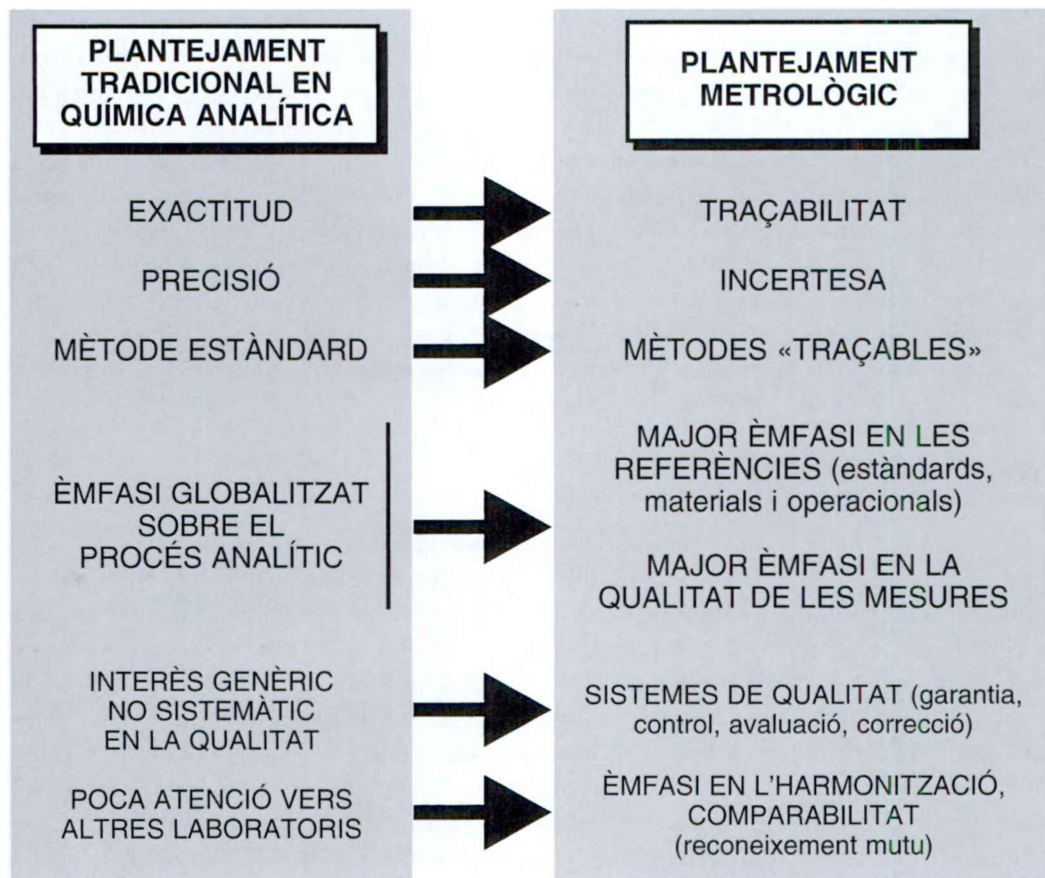 PLANTEJAMENT
TRADICIONAL EN
QUÍMICA ANALÍTICA
PLANTEJAMENT
METROLÒGIC
EXACTITUD
TRAÇABILITAT
PRECISIÓ
INCERTESA
MÈTODE ESTÀNDARD
MÈTODES «TRAÇABLES»
ÈMFASI GLOBALITZAT
SOBRE EL
PROCÉS ANALÍTIC
MAJOR ÈMFASI EN LES
REFERÈNCIES (estàndards,
materials i operacionals)
MAJOR ÈMFASI EN LA
QUALITAT DE LES MESURES
INTERÈS GENÈRIC
NO SISTEMÀTIC
EN LA QUALITAT
SISTEMES DE QUALITAT (garantia,
control, avaluació, correcció)
POCA ATENCIÓ VERS
ALTRES LABORATORIS
ÈMFASI EN L'HARMONITZACIÓ,
COMPARABILITAT
(reconeixement mutu)